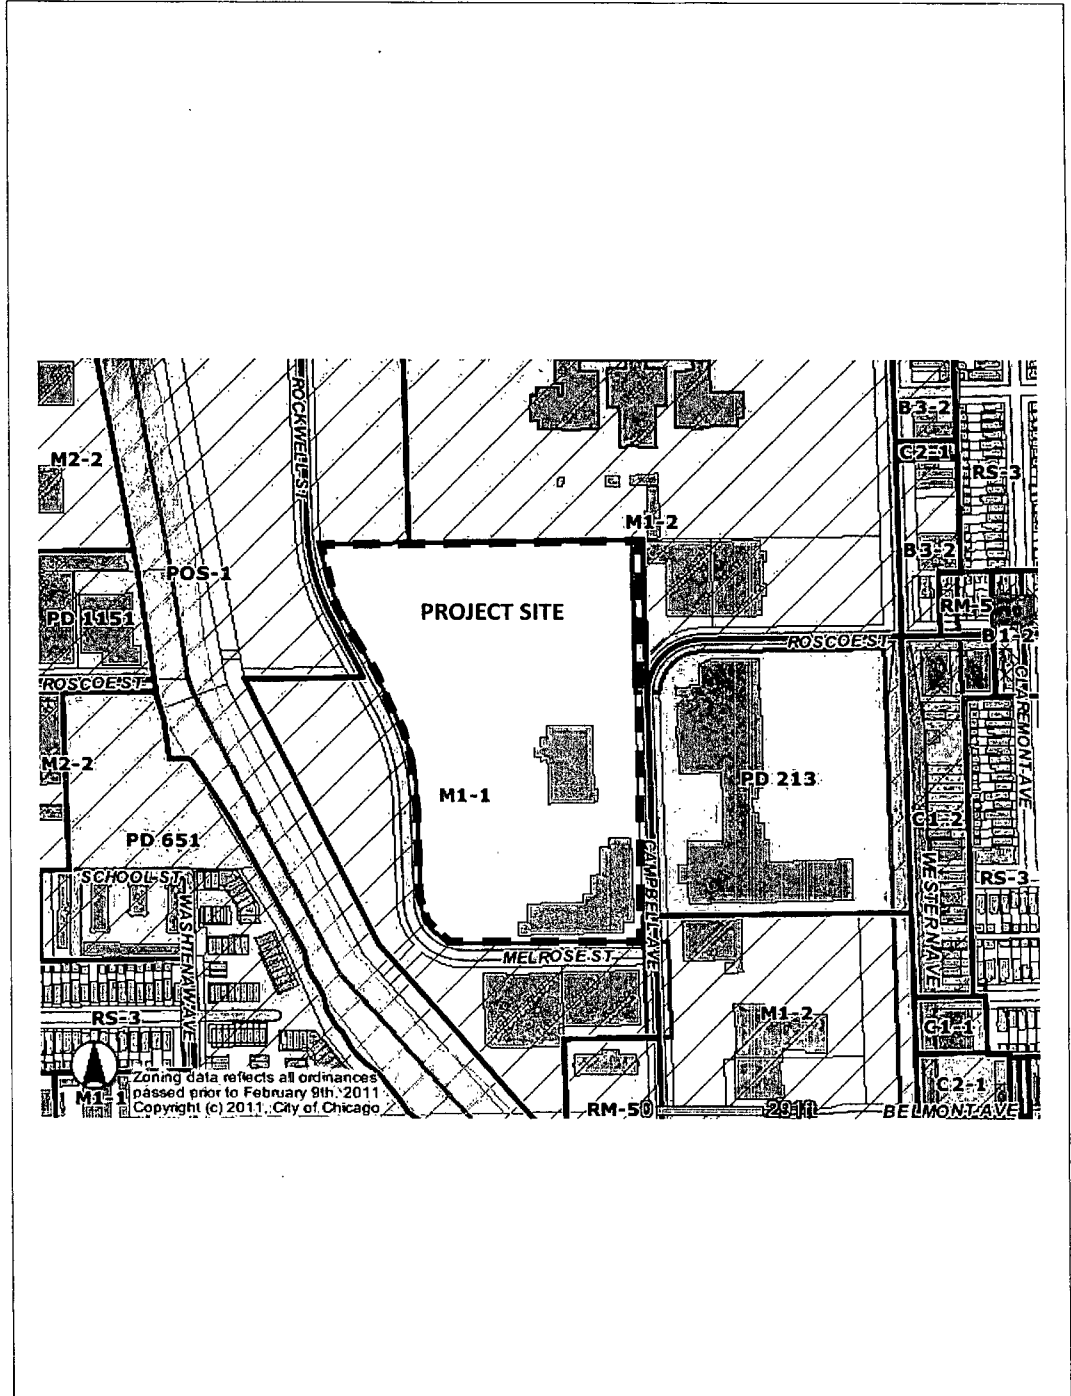 ROCKWELL ST
B3-2
M2-2
C2-1
RS-3
M1-2
B3-2
POS-1
PROJECT SITE
PD 1151
RM-5
B1-2
ROSCOE ST
ROSCOE ST
CLAREMONT AVE
M2-2
PD 213
M1-1
C1-2
PD 651
CAMPBELL AVE
SCHOOL ST
WESTERN AVE
RS-3
WASHTENAW AVE
MELROSE ST
RS-3
M1-2
C1-1
Zoning data reflects all ordinances
passed prior to February 9th, 2011
Copyright (c) 2011, City of Chicago
M1-1
C2-1
RM-5
291ft
BELMONT AVE